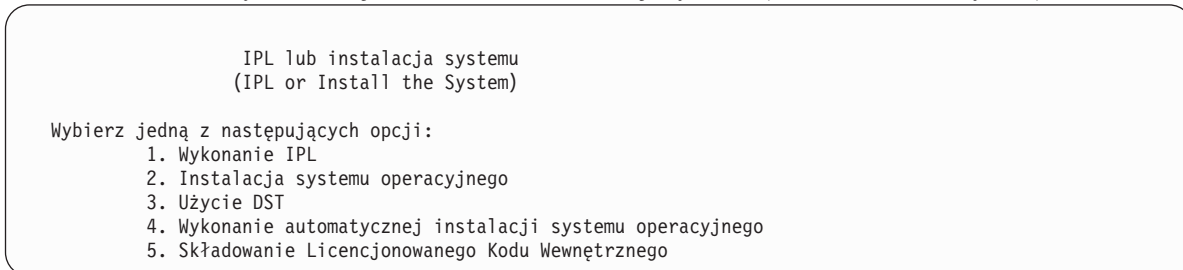 IPL lub instalacja systemu
(IPL or Install the System)
Wybierz jedną z następujących opcji:
1. Wykonanie IPL
2. Instalacja systemu operacyjnego
3. Użycie DST
4. Wykonanie automatycznej instalacji systemu operacyjnego
5. Składowanie Licencjonowanego Kodu Wewnętrznego